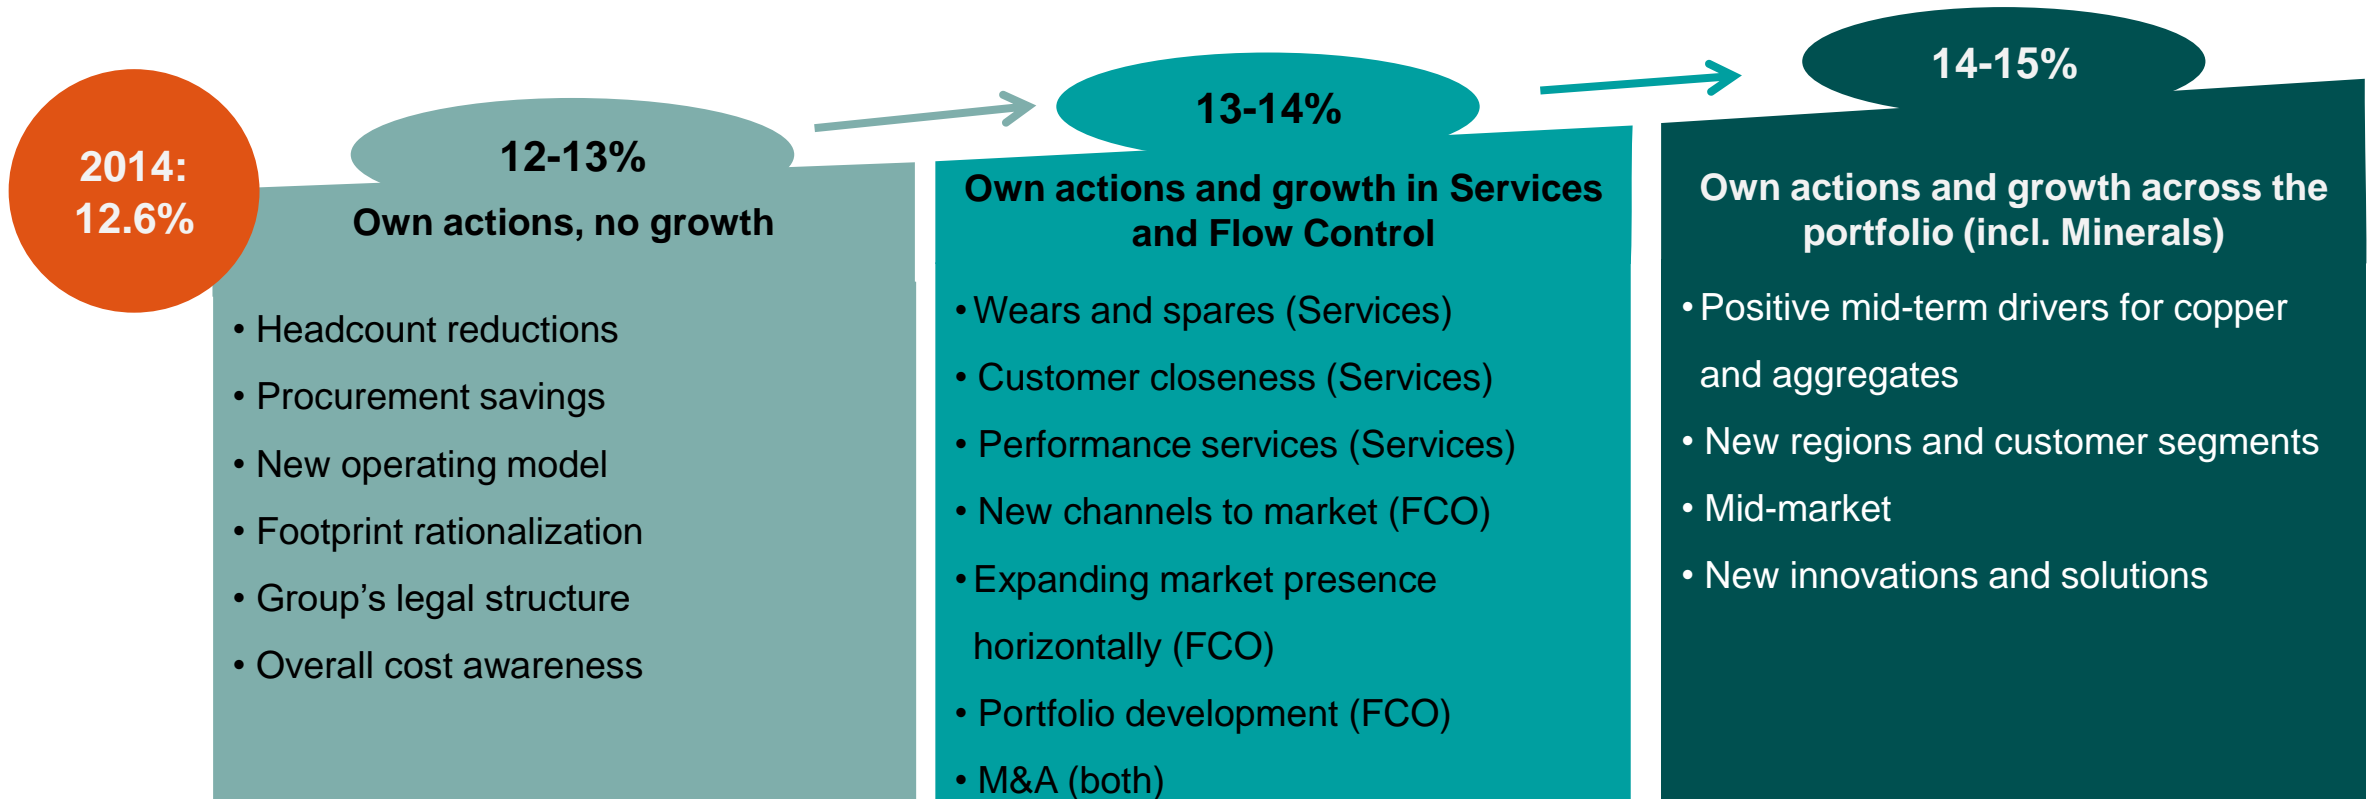 2014:
12.6%
12-13%
Own actions, no growth
• Headcount reductions
• Procurement savings
• New operating model
• Footprint rationalization
• Group’s legal structure
• Overall cost awareness
13-14%
Own actions and growth in Services
and Flow Control
• Wears and spares (Services)
• Customer closeness (Services)
• Performance services (Services)
• New channels to market (FCO)
• Expanding market presence
horizontally (FCO)
• Portfolio development (FCO)
• M&A (both)
14-15%
Own actions and growth across the
portfolio (incl. Minerals)
• Positive mid-term drivers for copper
and aggregates
• New regions and customer segments
• Mid-market
• New innovations and solutions